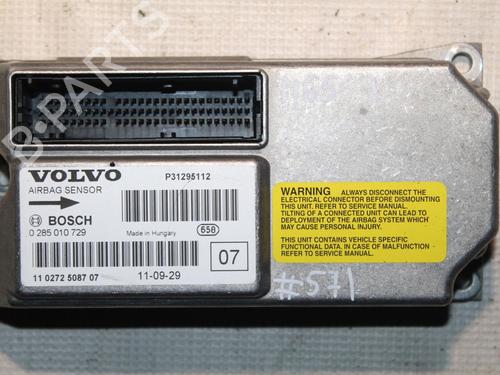 B-PARTS
VOLVO
P31295112
AIRBAG SENSOR
BOSCH
Made in Hungary
658
0 285 010 729
07
11 0272 5087 07
11-09-29
WARNING ALWAYS DISCONNECT THE
ELECTRICAL CONNECTOR BEFORE DISMOUNTING
THIS UNIT. REFER TO SERVICE MANUAL.
TILTING OF A CONNECTED UNIT CAN LEAD TO
DEPLOYMENT OF THE AIRBAG SYSTEM WHICH
MAY CAUSE PERSONAL INJURY.
THIS UNIT CONTAINS VEHICLE SPECIFIC
FUNCTIONAL DATA. IN CASE OF MALFUNCTION
REFER TO SERVICE MANUAL.
#571